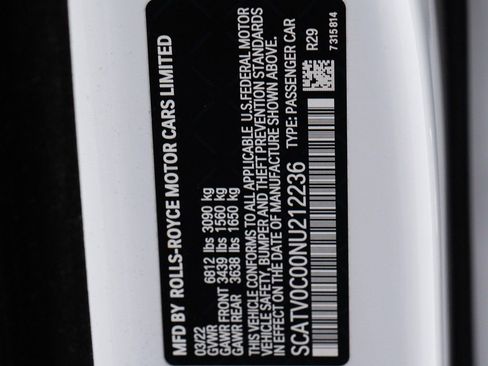 MFD BY ROLLS-ROYCE MOTOR CARS LIMITED
03/22
GVWR 6812 lbs 3090 kg
GAWR FRONT 3439 lbs 1560 kg
GAWR REAR 3638 lbs 1650 kg
THIS VEHICLE CONFORMS TO ALL APPLICABLE U.S.FEDERAL MOTOR
VEHICLE SAFETY, BUMPER AND THEFT PREVENTION STANDARDS
IN EFFECT ON THE DATE OF MANUFACTURE SHOWN ABOVE.
SCATV0C00NU212236 TYPE: PASSENGER CAR
R29
7315814